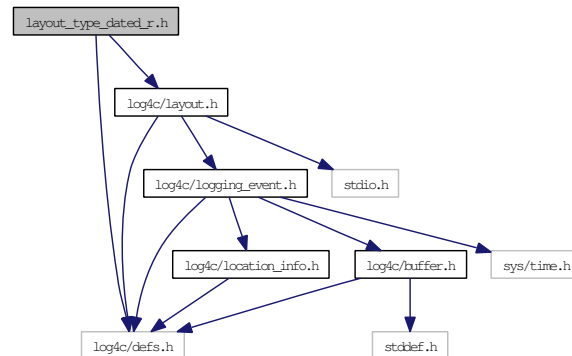 layout_type_dated_r.h
log4c/layout.h
log4c/logging_event.h
stdio.h
log4c/location_info.h
log4c/buffer.h
sys/time.h
log4c/defs.h
stddef.h